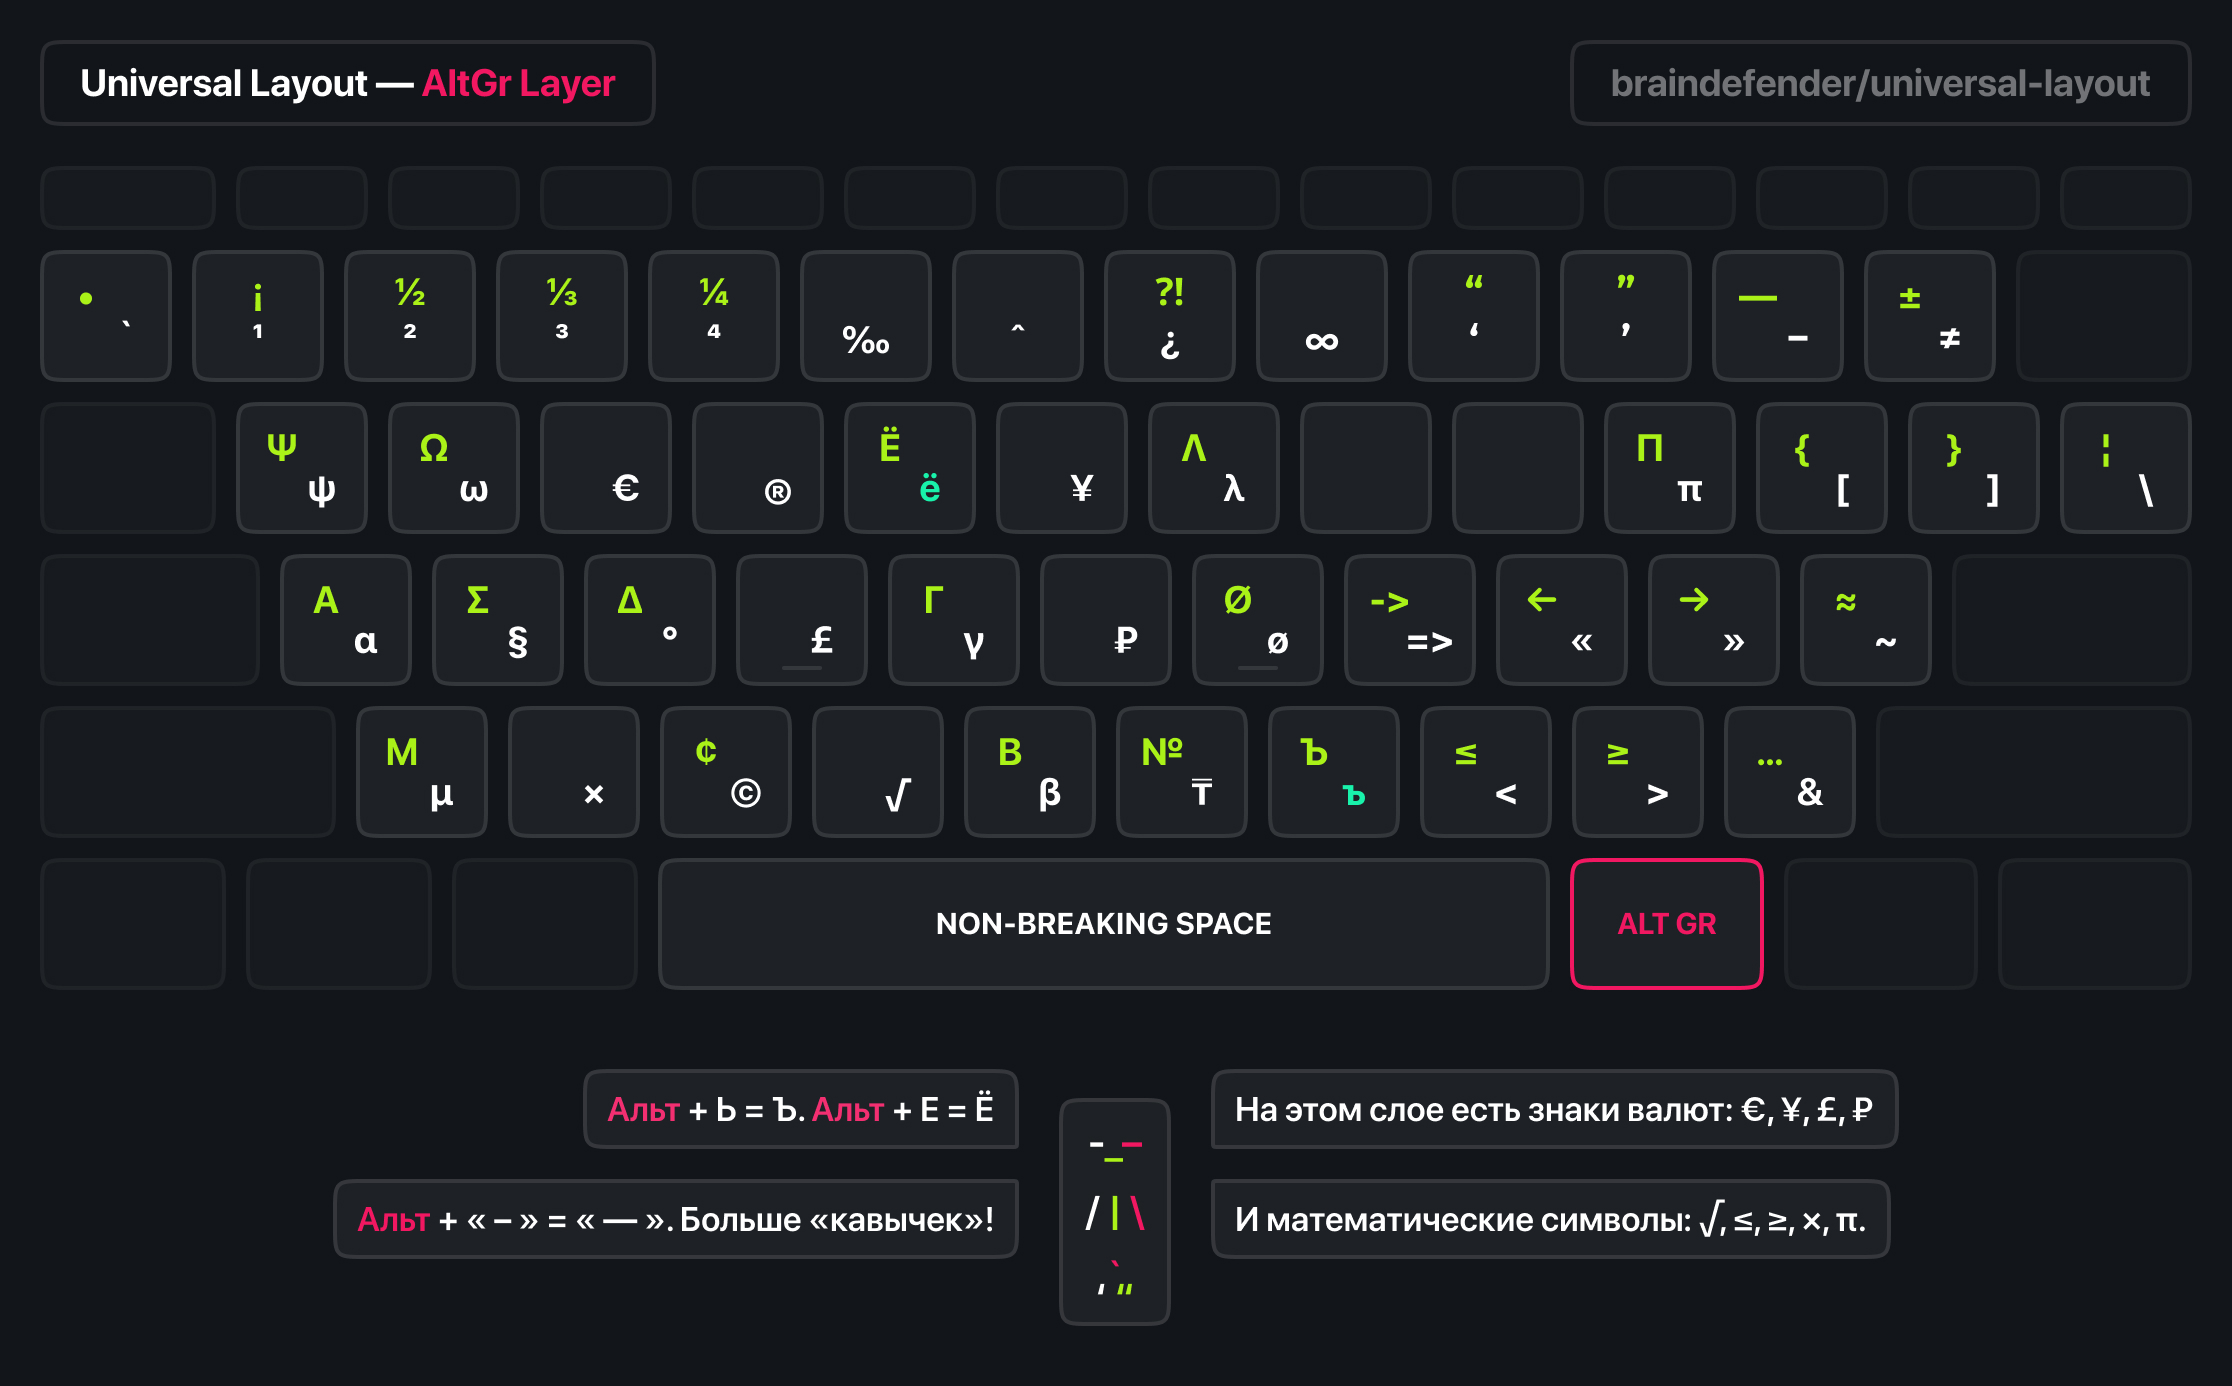 Universal Layout — AltGr Layer
braindefender/universal-layout
• `
¡ ¹
½ ²
⅓ ³
¼ ⁴
‰
ˆ
?! ¿
∞
“ ‘
” ’
— –
± ≠
Ψ ψ
Ω ω
€
®
Ë ë
¥
Λ λ
Π π
{ [
} ]
¦ \
Α α
Σ §
Δ °
£
Γ γ
₽
Ø ø
-> =>
← «
→ »
≈ ~
Μ μ
×
¢ ©
√
Β β
№ ₸
Ъ ъ
≤ <
≥ >
… &
NON-BREAKING SPACE
ALT GR
Альт + Ь = Ъ. Альт + Е = Ё
Альт + « – » = « — ». Больше «кавычек»!
-_–
/|\
'`"
На этом слое есть знаки валют: €, ¥, £, ₽
И математические символы: √, ≤, ≥, ×, π.